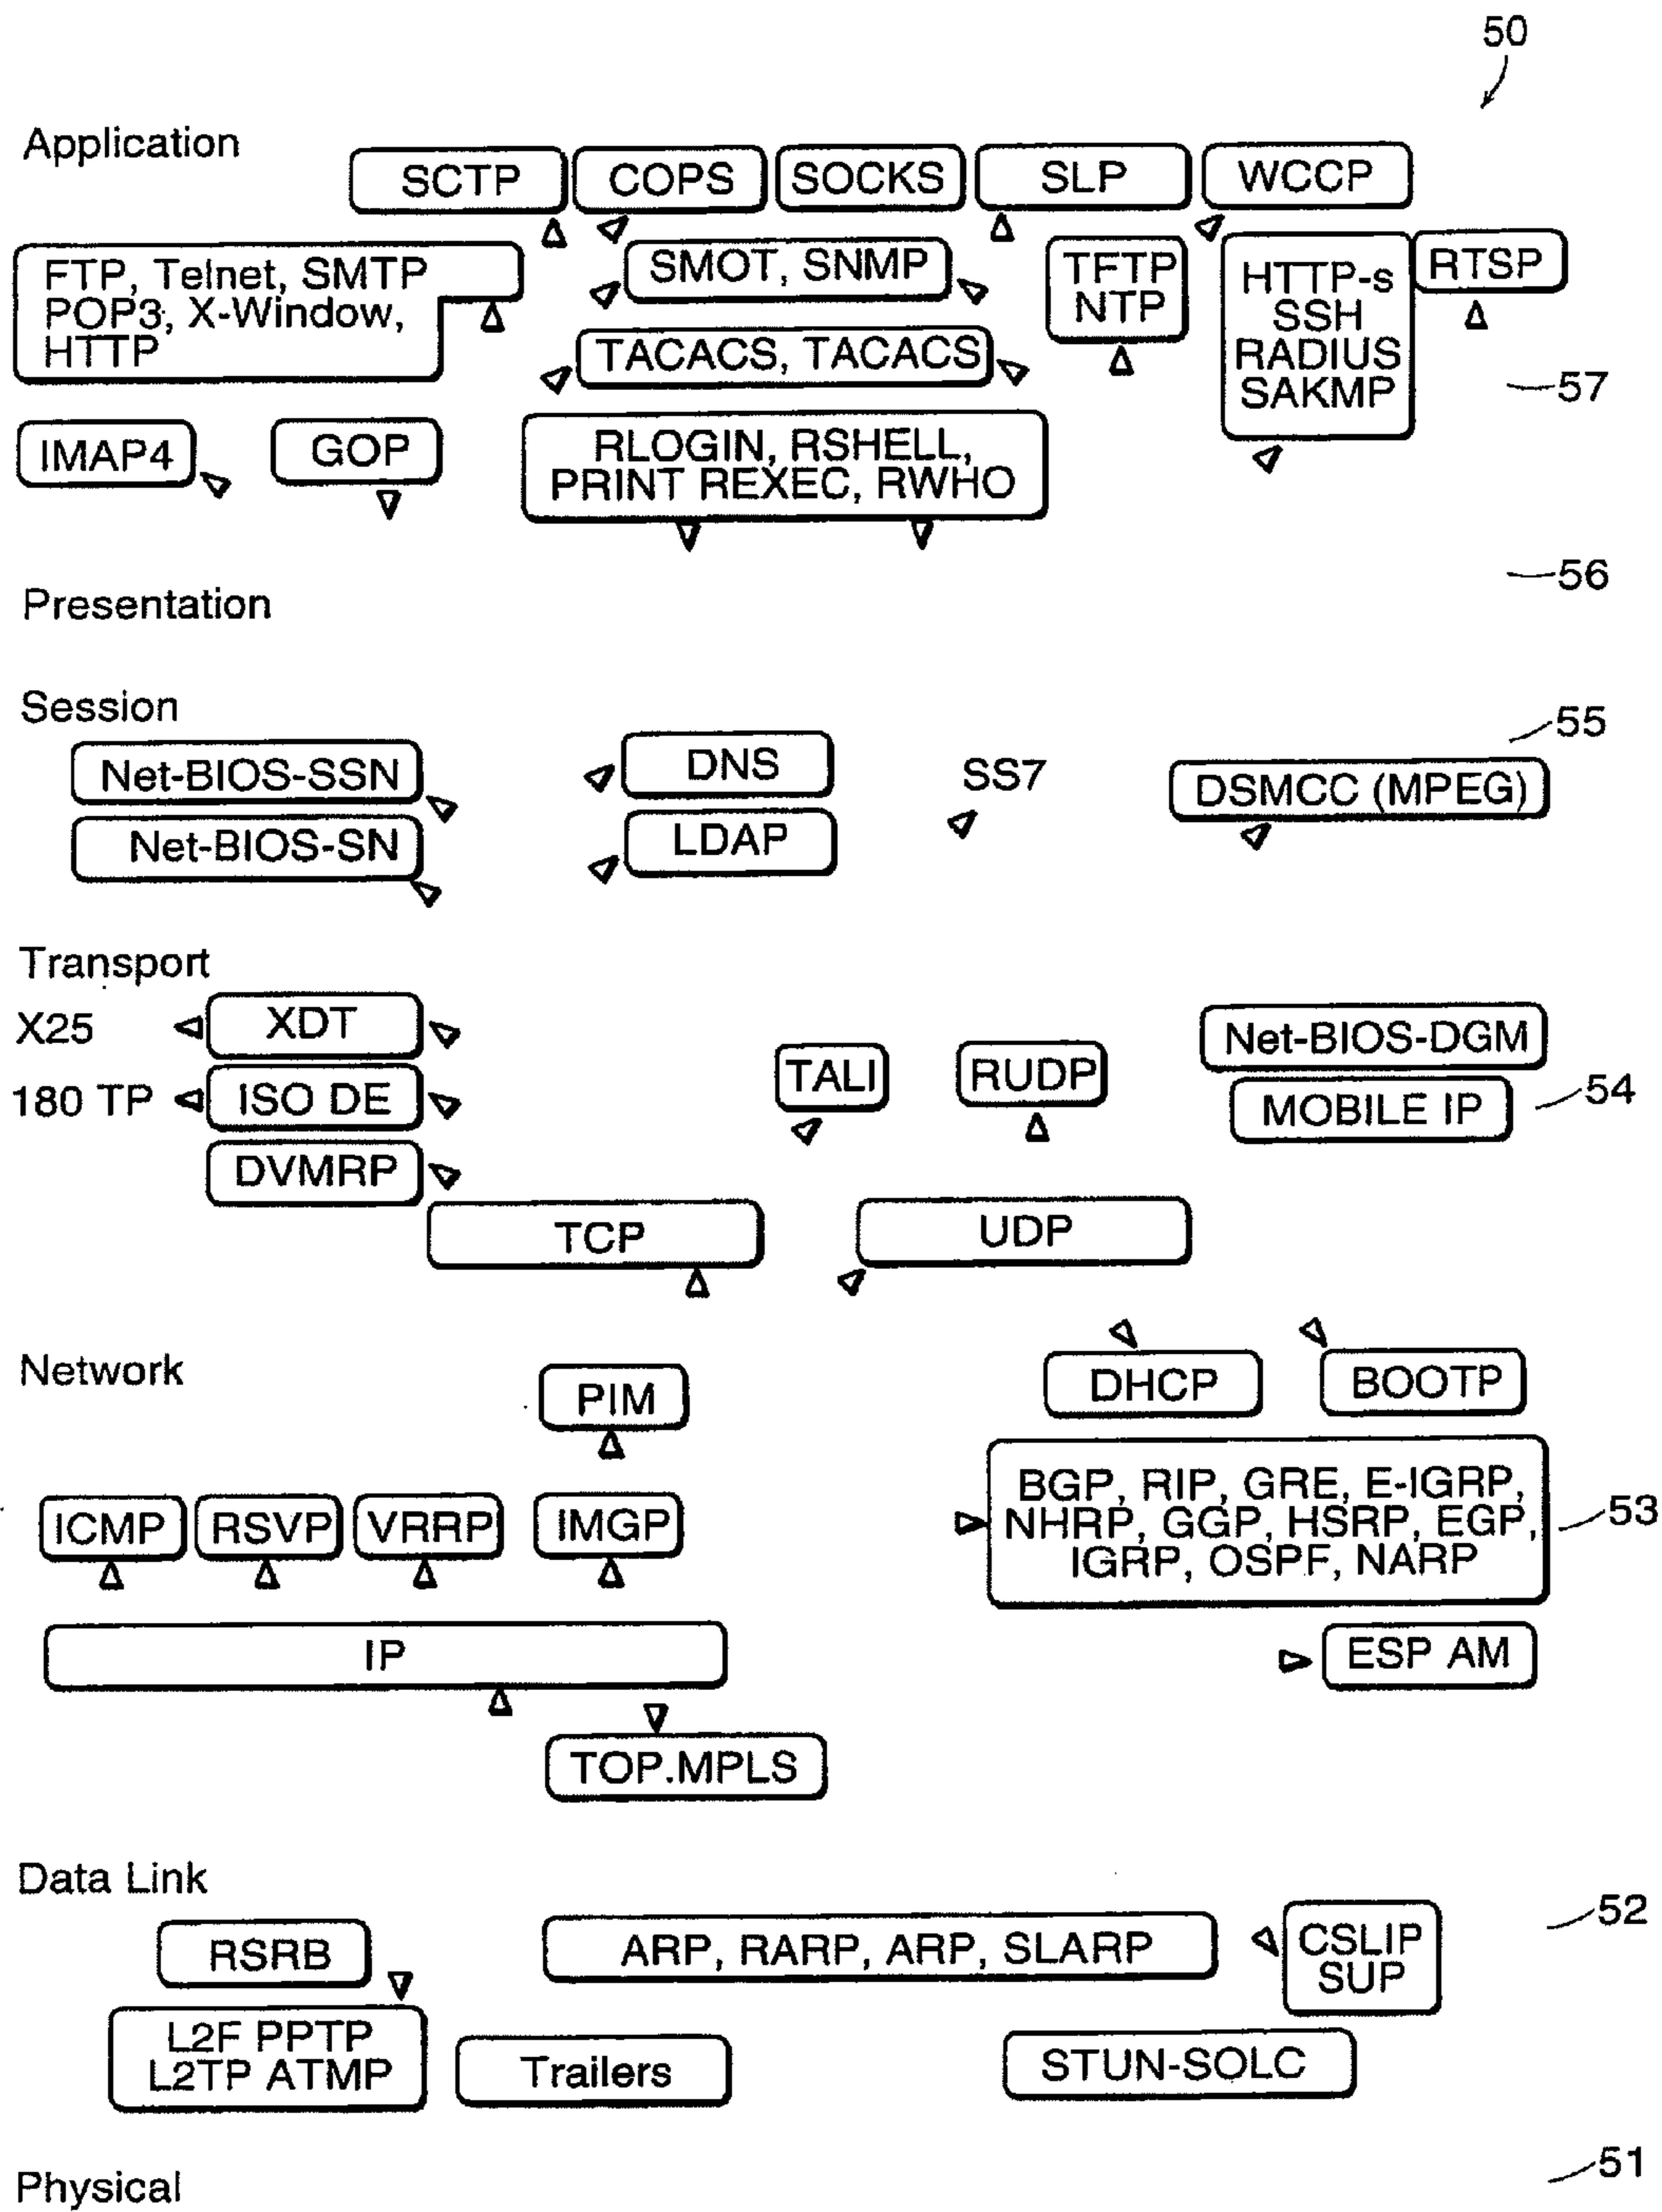 50
Application
SCTP
COPS
SOCKS
SLP
WCCP
FTP, Telnet, SMTP
POP3, X-Window,
HTTP
SMOT, SNMP
TFTP
NTP
HTTP-s
SSH
RADIUS
SAKMP
RTSP
TACACS, TACACS
57
IMAP4
GOP
RLOGIN, RSHELL,
PRINT REXEC, RWHO
56
Presentation
Session
55
Net-BIOS-SSN
DNS
SS7
DSMCC (MPEG)
Net-BIOS-SN
LDAP
Transport
X25
XDT
Net-BIOS-DGM
TALI
RUDP
180 TP
ISO DE
MOBILE IP
54
DVMRP
TCP
UDP
Network
PIM
DHCP
BOOTP
ICMP
RSVP
VRRP
IMGP
BGP, RIP, GRE, E-IGRP,
NHRP, GGP, HSRP, EGP,
IGRP, OSPF, NARP
53
IP
ESP AM
TOP.MPLS
Data Link
52
RSRB
ARP, RARP, ARP, SLARP
CSLIP
SUP
L2F PPTP
L2TP ATMP
Trailers
STUN-SOLC
51
Physical